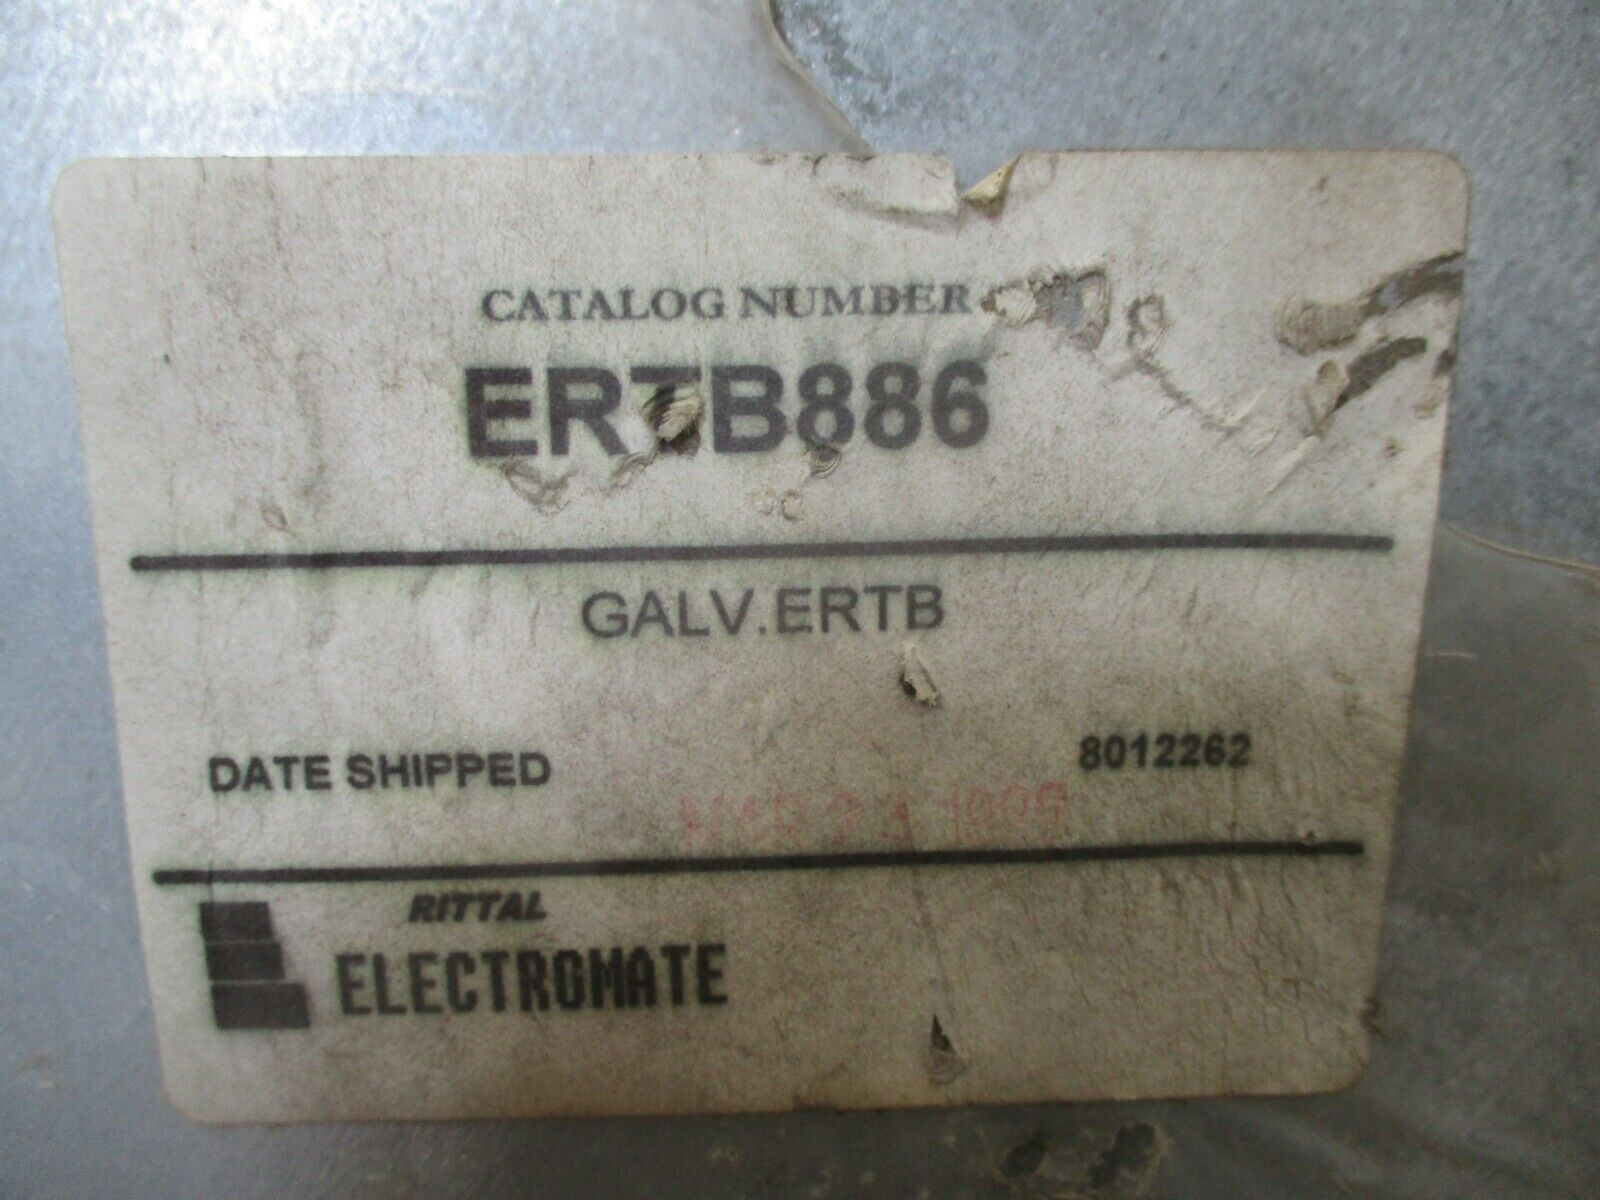 CATALOG NUMBER
ERTB886
GALV.ERTB
DATE SHIPPED
8012262
RITTAL
ELECTROMATE